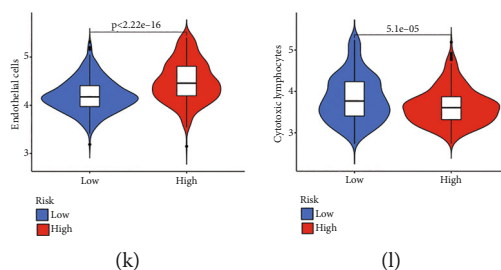 p<2.22e−16
Endothelial cells
5
4
3
Low
High
Risk
Low
High
(k)
5.1e−05
Cytotoxic lymphocytes
5
4
3
Low
High
Risk
Low
High
(l)